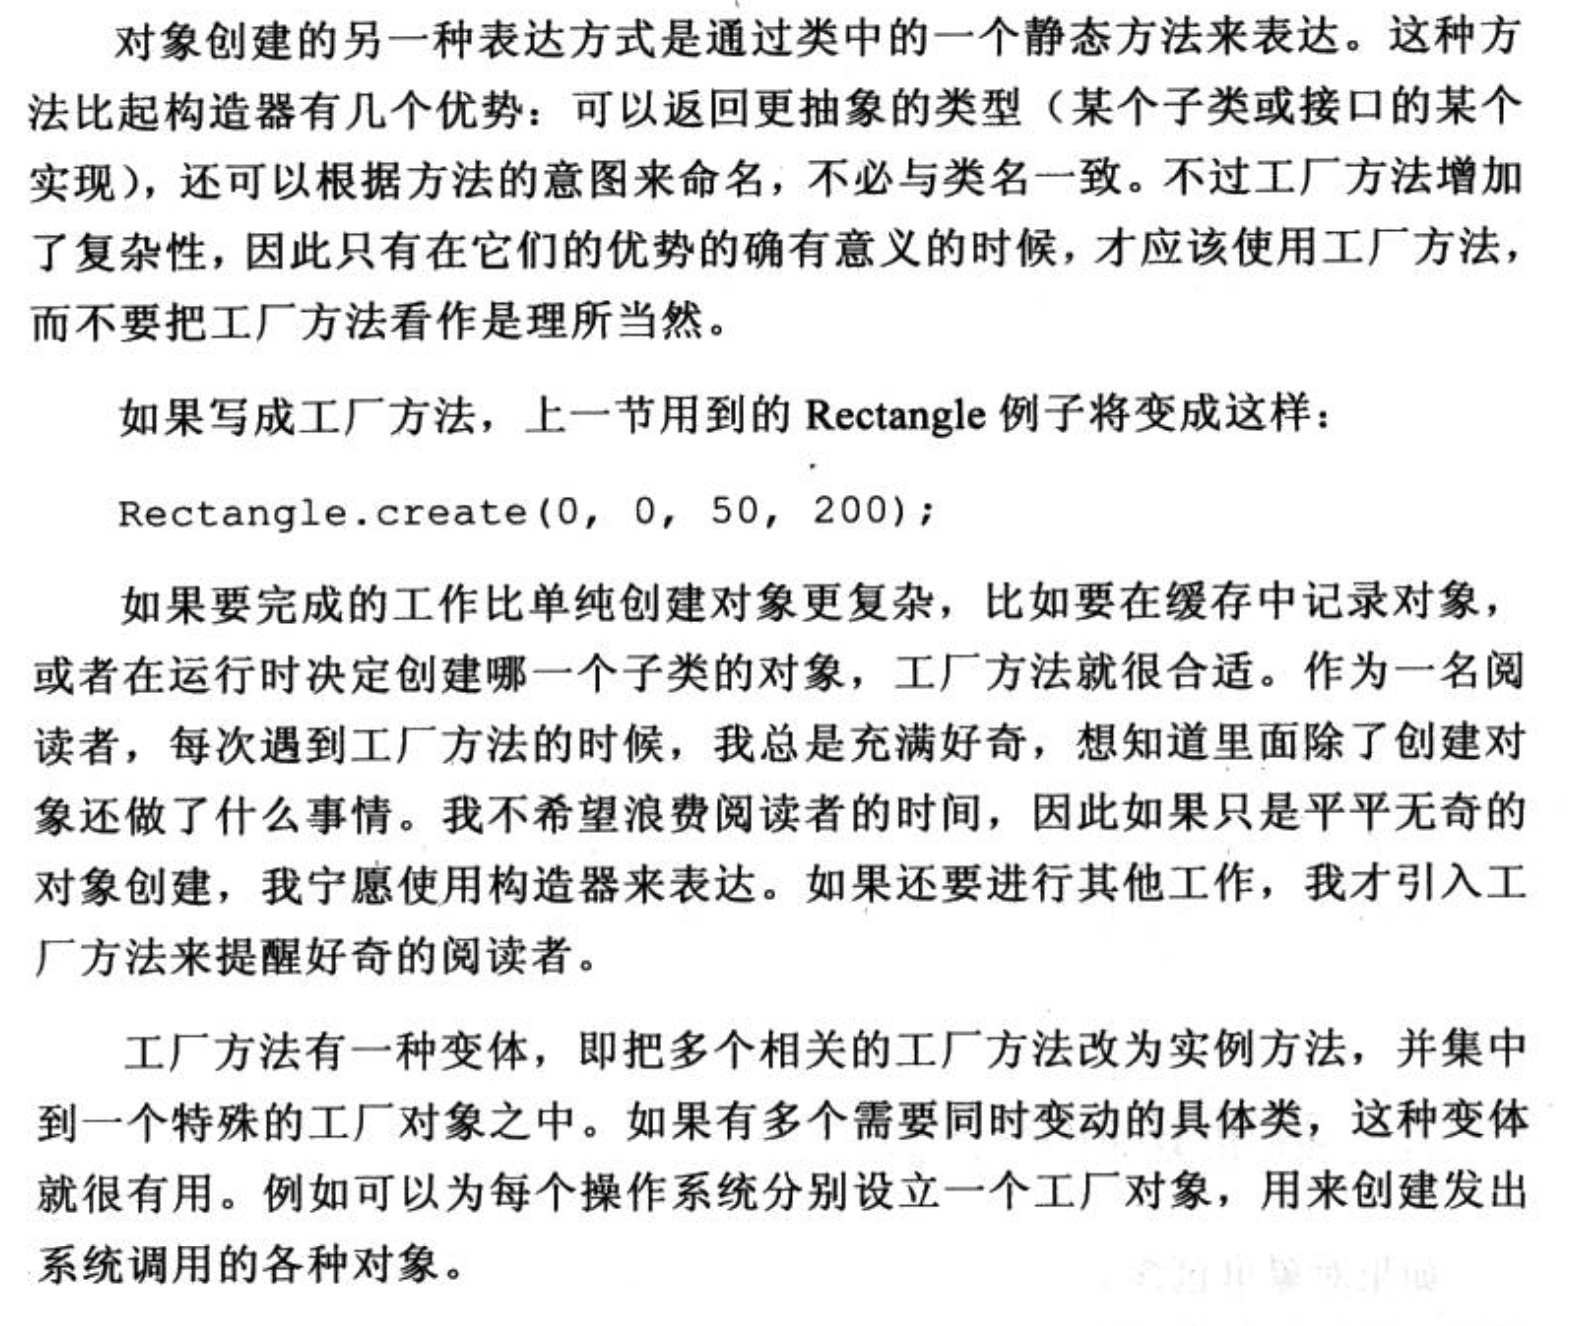 对象创建的另一种表达方式是通过类中的一个静态方法来表达。这种方
法比起构造器有几个优势：可以返回更抽象的类型（某个子类或接口的某个
实现），还可以根据方法的意图来命名，不必与类名一致。不过工厂方法增加
了复杂性，因此只有在它们的优势的确有意义的时候，才应该使用工厂方法，
而不要把工厂方法看作是理所当然。
如果写成工厂方法，上一节用到的 Rectangle 例子将变成这样：
Rectangle.create(0, 0, 50, 200);
如果要完成的工作比单纯创建对象更复杂，比如要在缓存中记录对象，
或者在运行时决定创建哪一个子类的对象，工厂方法就很合适。作为一名阅
读者，每次遇到工厂方法的时候，我总是充满好奇，想知道里面除了创建对
象还做了什么事情。我不希望浪费阅读者的时间，因此如果只是平平无奇的
对象创建，我宁愿使用构造器来表达。如果还要进行其他工作，我才引入工
厂方法来提醒好奇的阅读者。
工厂方法有一种变体，即把多个相关的工厂方法改为实例方法，并集中
到一个特殊的工厂对象之中。如果有多个需要同时变动的具体类，这种变体
就很有用。例如可以为每个操作系统分别设立一个工厂对象，用来创建发出
系统调用的各种对象。